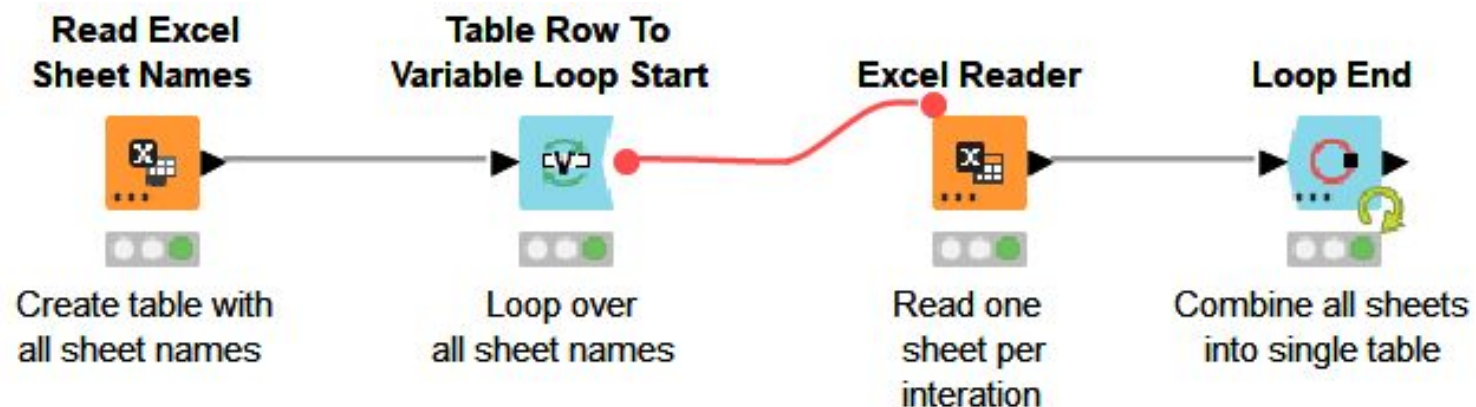 Read Excel
Sheet Names
Table Row To
Variable Loop Start
Excel Reader
Loop End
X
V
X
Create table with
all sheet names
Loop over
all sheet names
Read one
sheet per
interation
Combine all sheets
into single table